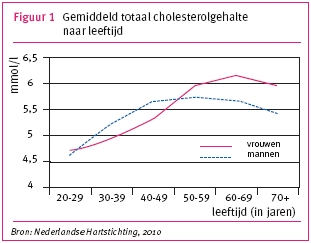 Figuur 1 Gemiddeld totaal cholesterolgehalte
naar leeftijd
mmol/l
6,5
6
5,5
5
4,5
4
vrouwen
mannen
20-29 30-39 40-49 50-59 60-69 70+
leeftijd (in jaren)
Bron: Nederlandse Hartstichting, 2010